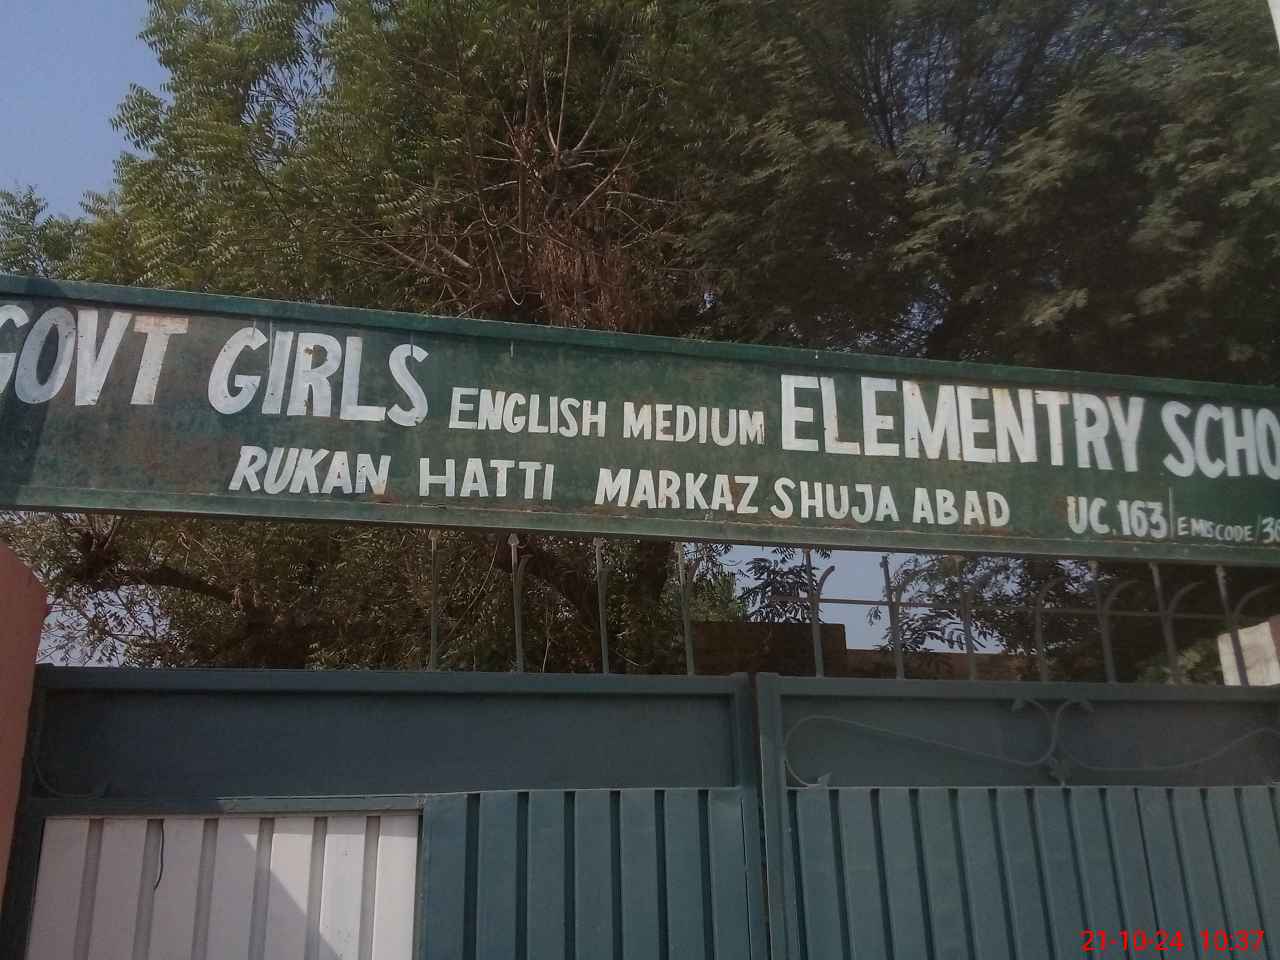 GOVT GIRLS ENGLISH MEDIUM ELEMENTRY SCHO
RUKAN HATTI MARKAZ SHUJA ABAD UC.163 EMIS CODE/36
21-10-24 10:37